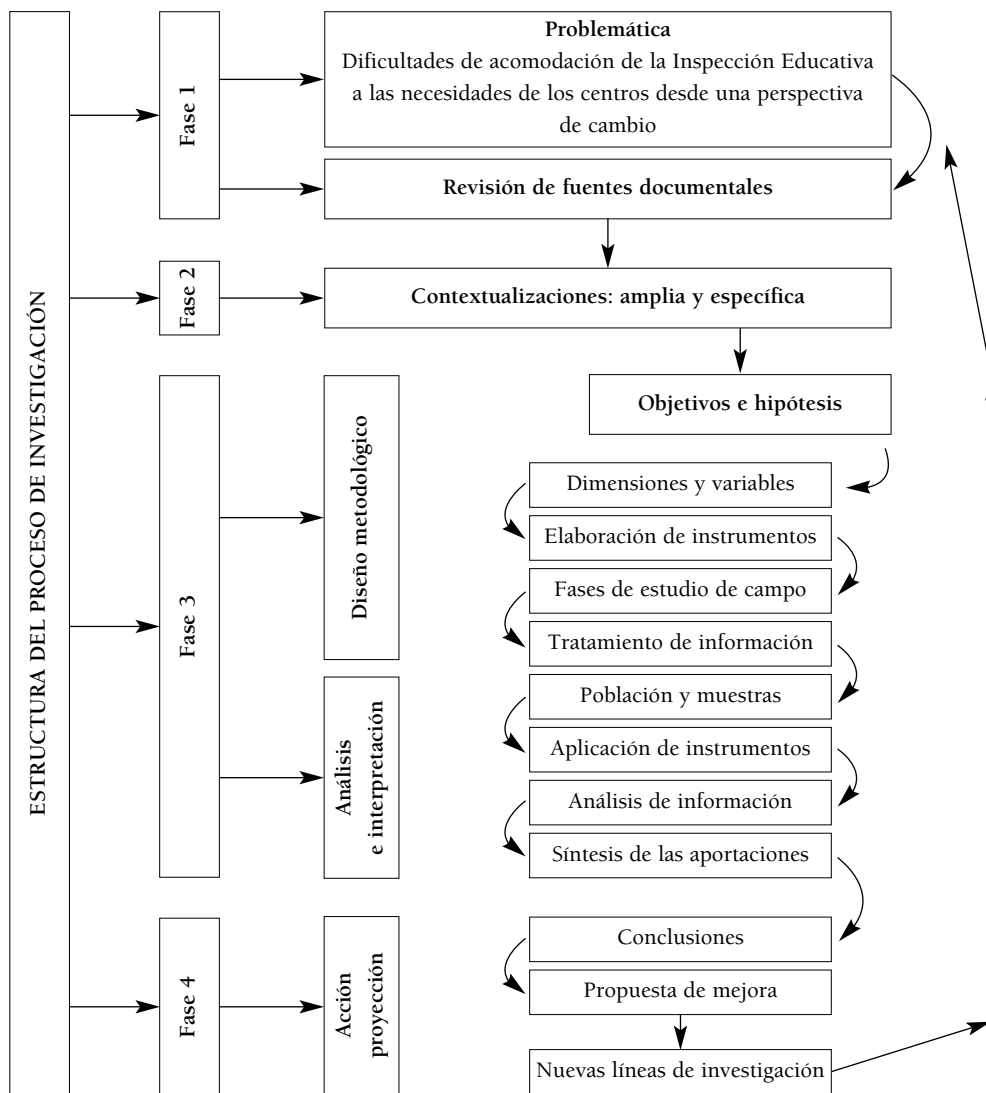 ESTRUCTURA DEL PROCESO DE INVESTIGACIÓN
Fase 1
Problemática
Dificultades de acomodación de la Inspección Educativa
a las necesidades de los centros desde una perspectiva
de cambio
Revisión de fuentes documentales
Fase 2
Contextualizaciones: amplia y específica
Objetivos e hipótesis
Fase 3
Diseño metodológico
Dimensiones y variables
Elaboración de instrumentos
Fases de estudio de campo
Tratamiento de información
Población y muestras
Análisis
e interpretación
Aplicación de instrumentos
Análisis de información
Síntesis de las aportaciones
Fase 4
Acción
proyección
Conclusiones
Propuesta de mejora
Nuevas líneas de investigación